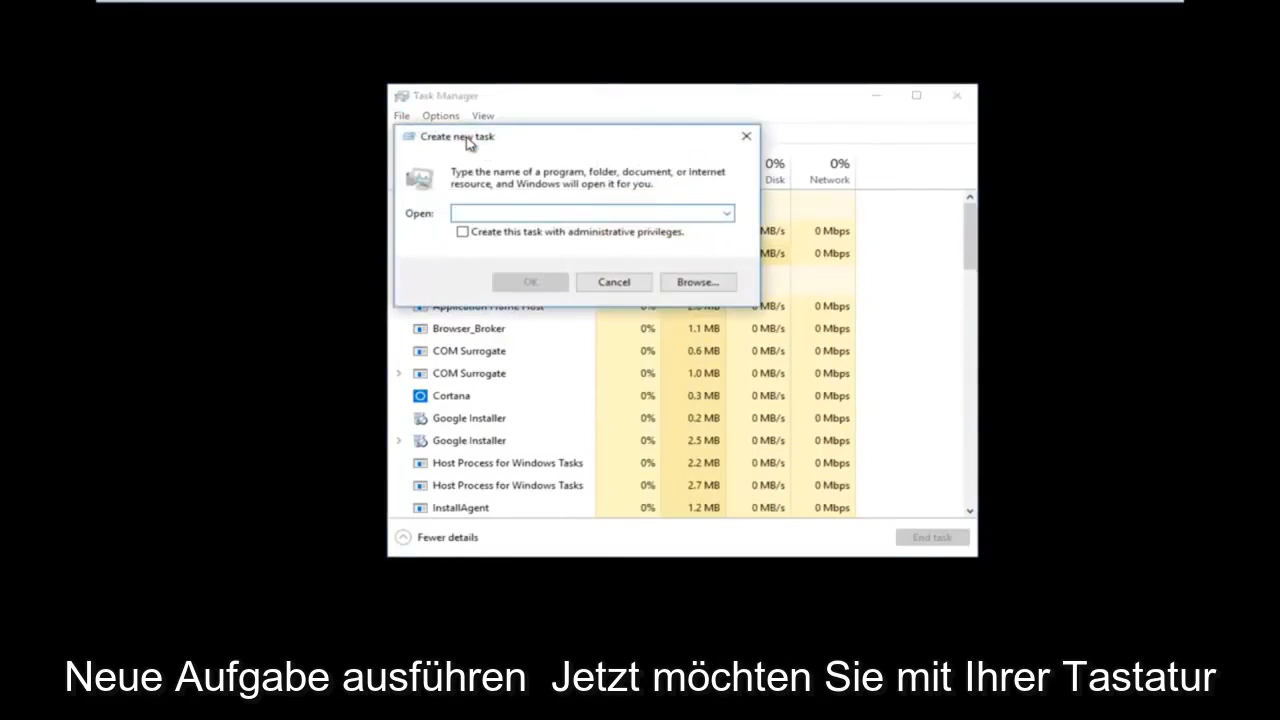 Task Manager
File Options View
Create new task
Type the name of a program, folder, document, or Internet
resource, and Windows will open it for you.
Open:
Create this task with administrative privileges.
OK Cancel Browse...
0% 0%
Disk Network
MB/s 0 Mbps
MB/s 0 Mbps
Application Frame Host 0% MB 0 MB/s 0 Mbps
Browser_Broker 0% 1.1 MB 0 MB/s 0 Mbps
COM Surrogate 0% 0.6 MB 0 MB/s 0 Mbps
COM Surrogate 0% 1.0 MB 0 MB/s 0 Mbps
Cortana 0% 0.3 MB 0 MB/s 0 Mbps
Google Installer 0% 0.2 MB 0 MB/s 0 Mbps
Google Installer 0% 2.5 MB 0 MB/s 0 Mbps
Host Process for Windows Tasks 0% 2.2 MB 0 MB/s 0 Mbps
Host Process for Windows Tasks 0% 2.7 MB 0 MB/s 0 Mbps
InstallAgent 0% 1.2 MB 0 MB/s 0 Mbps
Fewer details End task
Neue Aufgabe ausführen Jetzt möchten Sie mit Ihrer Tastatur